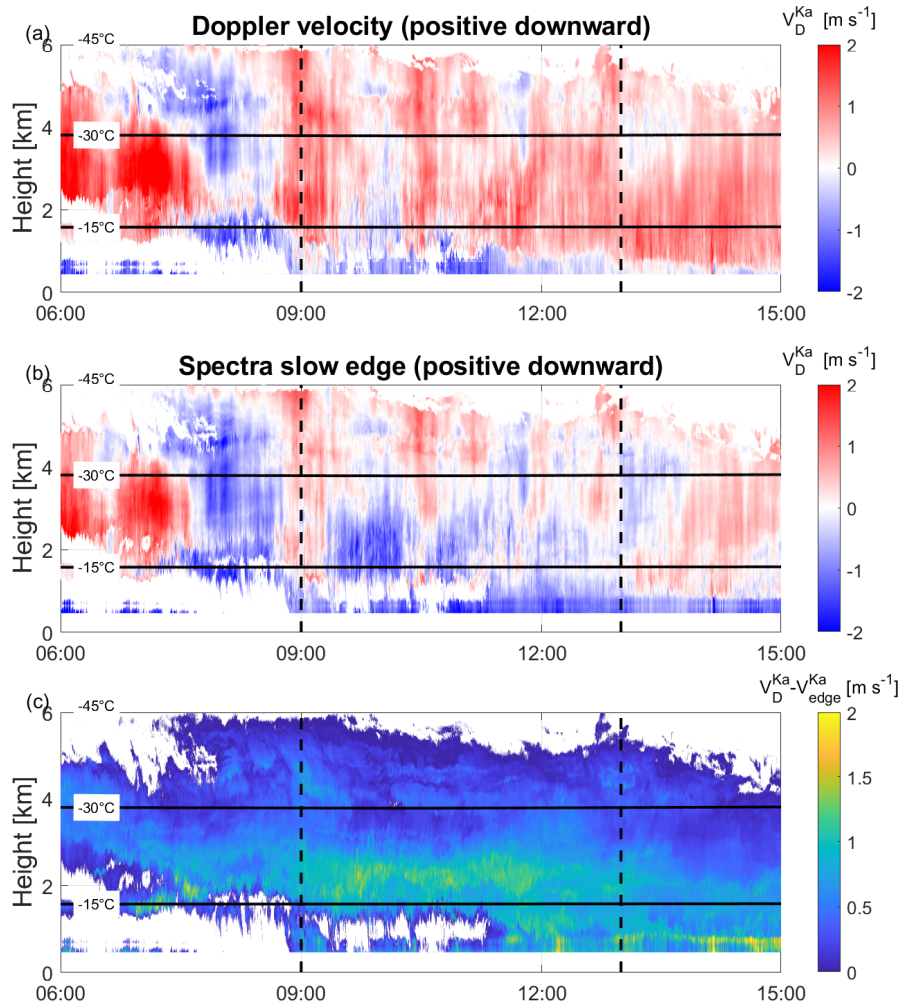 (a)
Doppler velocity (positive downward)
V_D^Ka [m s^-1]
-45°C
-30°C
-15°C
Height [km]
6
4
2
0
06:00
09:00
12:00
15:00
2
1
0
-1
-2
(b)
Spectra slow edge (positive downward)
V_D^Ka [m s^-1]
-45°C
-30°C
-15°C
Height [km]
6
4
2
0
06:00
09:00
12:00
15:00
2
1
0
-1
-2
(c)
V_D^Ka-V_edge^Ka [m s^-1]
-45°C
-30°C
-15°C
Height [km]
6
4
2
0
06:00
09:00
12:00
15:00
2
1.5
1
0.5
0